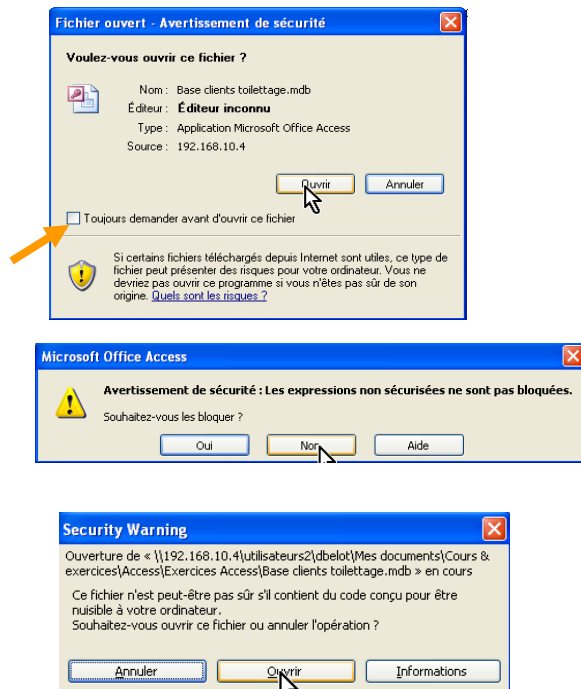 Fichier ouvert - Avertissement de sécurité
Voulez-vous ouvrir ce fichier ?
Nom : Base clients toilettage.mdb
Éditeur : Éditeur inconnu
Type : Application Microsoft Office Access
Source : 192.168.10.4
Ouvrir Annuler
Toujours demander avant d'ouvrir ce fichier
Si certains fichiers téléchargés depuis Internet sont utiles, ce type de
fichier peut présenter des risques pour votre ordinateur. Vous ne
devriez pas ouvrir ce programme si vous n'êtes pas sûr de son
origine. Quels sont les risques ?
Microsoft Office Access
Avertissement de sécurité : Les expressions non sécurisées ne sont pas bloquées.
Souhaitez-vous les bloquer ?
Oui Non Aide
Security Warning
Ouverture de « \\192.168.10.4\utilisateurs2\dbelot\Mes documents\Cours &
exercices\Access\Exercices Access\Base clients toilettage.mdb » en cours
Ce fichier n'est peut-être pas sûr s'il contient du code conçu pour être
nuisible à votre ordinateur.
Souhaitez-vous ouvrir ce fichier ou annuler l'opération ?
Annuler Ouvrir Informations